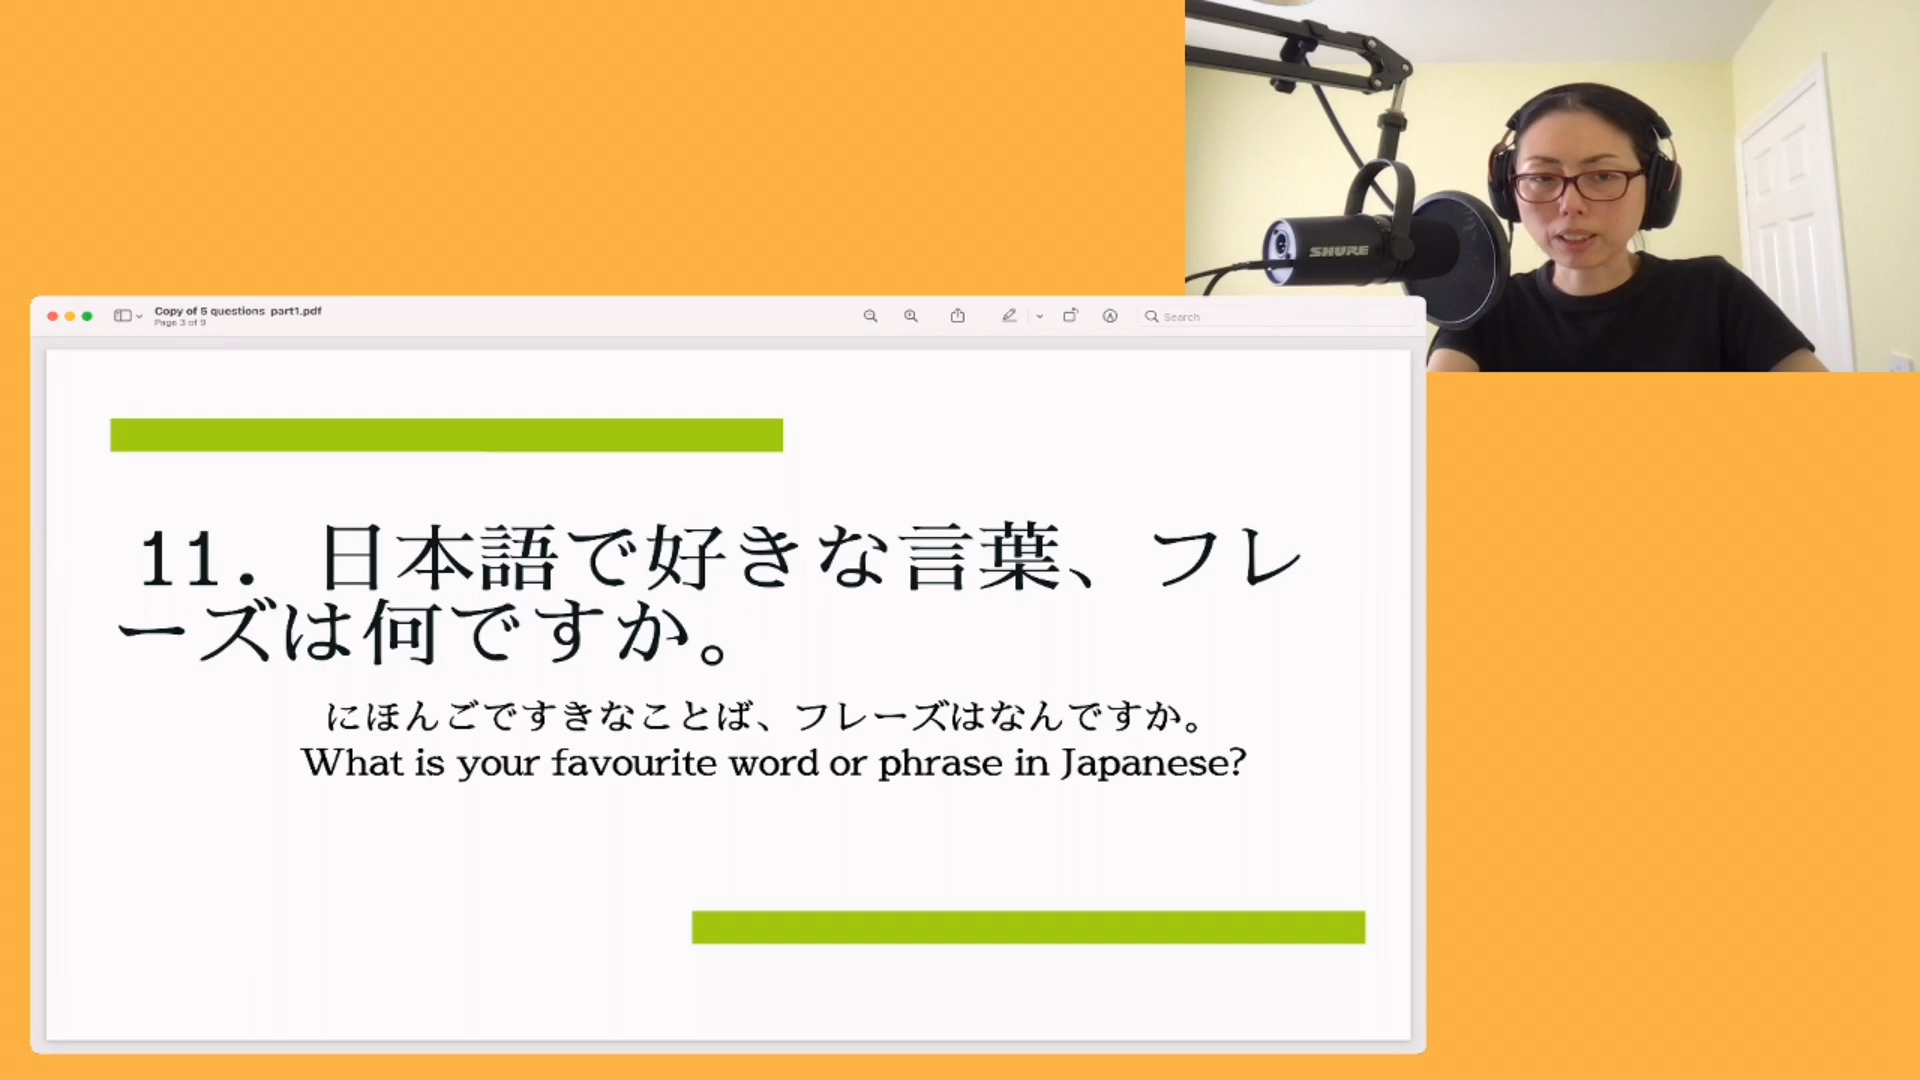 SHURE
Copy of 5 questions part1.pdf
Page 3 of 9
Search
11. 日本語で好きな言葉、フレ
ーズは何ですか。
にほんごですきなことば、フレーズはなんですか。
What is your favourite word or phrase in Japanese?